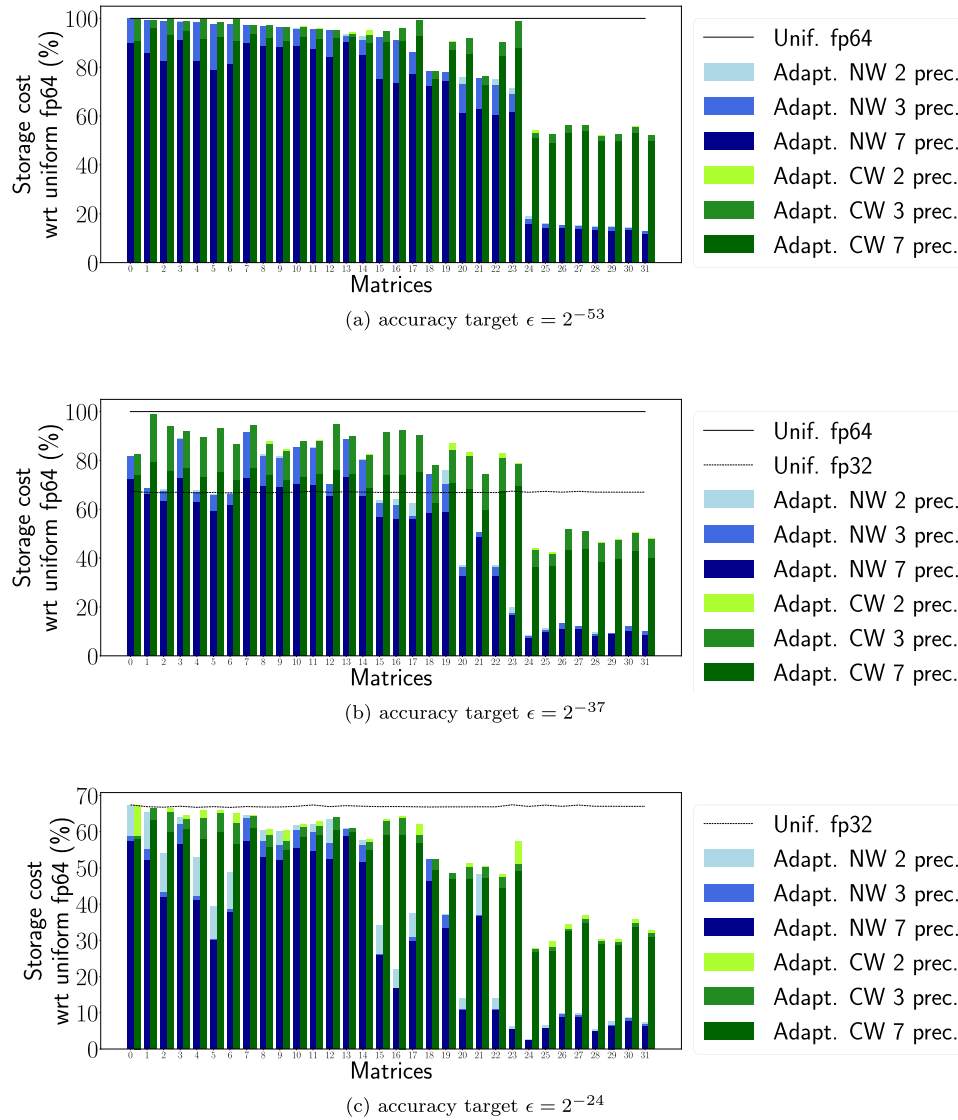 Storage cost
wrt uniform fp64 (%)
100
80
60
40
20
0
0 1 2 3 4 5 6 7 8 9 10 11 12 13 14 15 16 17 18 19 20 21 22 23 24 25 26 27 28 29 30 31
Matrices
Unif. fp64
Adapt. NW 2 prec.
Adapt. NW 3 prec.
Adapt. NW 7 prec.
Adapt. CW 2 prec.
Adapt. CW 3 prec.
Adapt. CW 7 prec.
(a) accuracy target ϵ = 2⁻⁵³
Storage cost
wrt uniform fp64 (%)
100
80
60
40
20
0
0 1 2 3 4 5 6 7 8 9 10 11 12 13 14 15 16 17 18 19 20 21 22 23 24 25 26 27 28 29 30 31
Matrices
Unif. fp64
Unif. fp32
Adapt. NW 2 prec.
Adapt. NW 3 prec.
Adapt. NW 7 prec.
Adapt. CW 2 prec.
Adapt. CW 3 prec.
Adapt. CW 7 prec.
(b) accuracy target ϵ = 2⁻³⁷
Storage cost
wrt uniform fp64 (%)
70
60
50
40
30
20
10
0
0 1 2 3 4 5 6 7 8 9 10 11 12 13 14 15 16 17 18 19 20 21 22 23 24 25 26 27 28 29 30 31
Matrices
Unif. fp32
Adapt. NW 2 prec.
Adapt. NW 3 prec.
Adapt. NW 7 prec.
Adapt. CW 2 prec.
Adapt. CW 3 prec.
Adapt. CW 7 prec.
(c) accuracy target ϵ = 2⁻²⁴